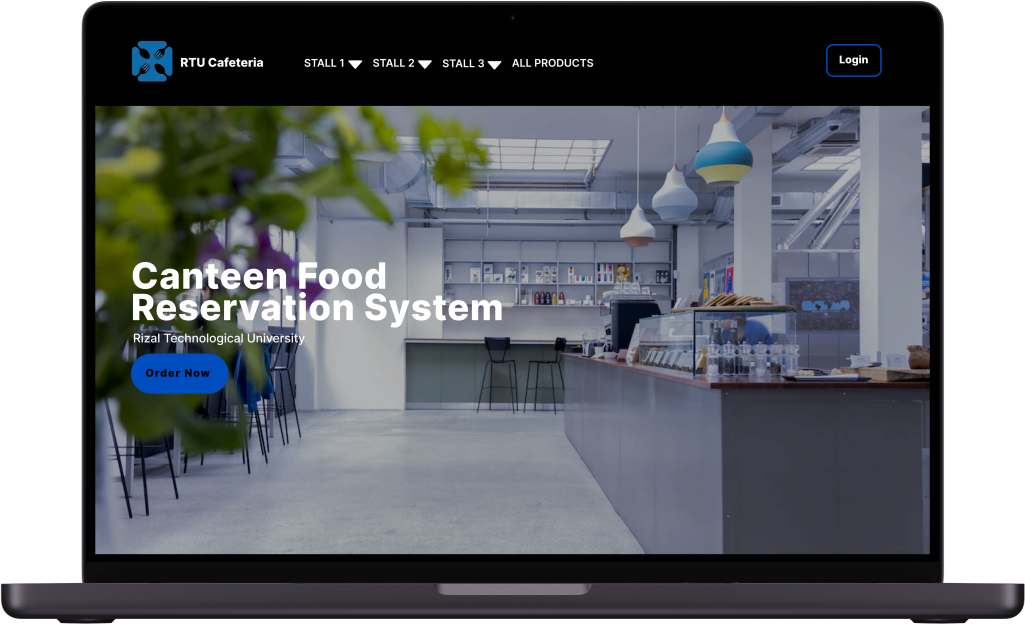 RTU Cafeteria
STALL 1 STALL 2 STALL 3 ALL PRODUCTS
Login
Canteen Food
Reservation System
Rizal Technological University
Order Now